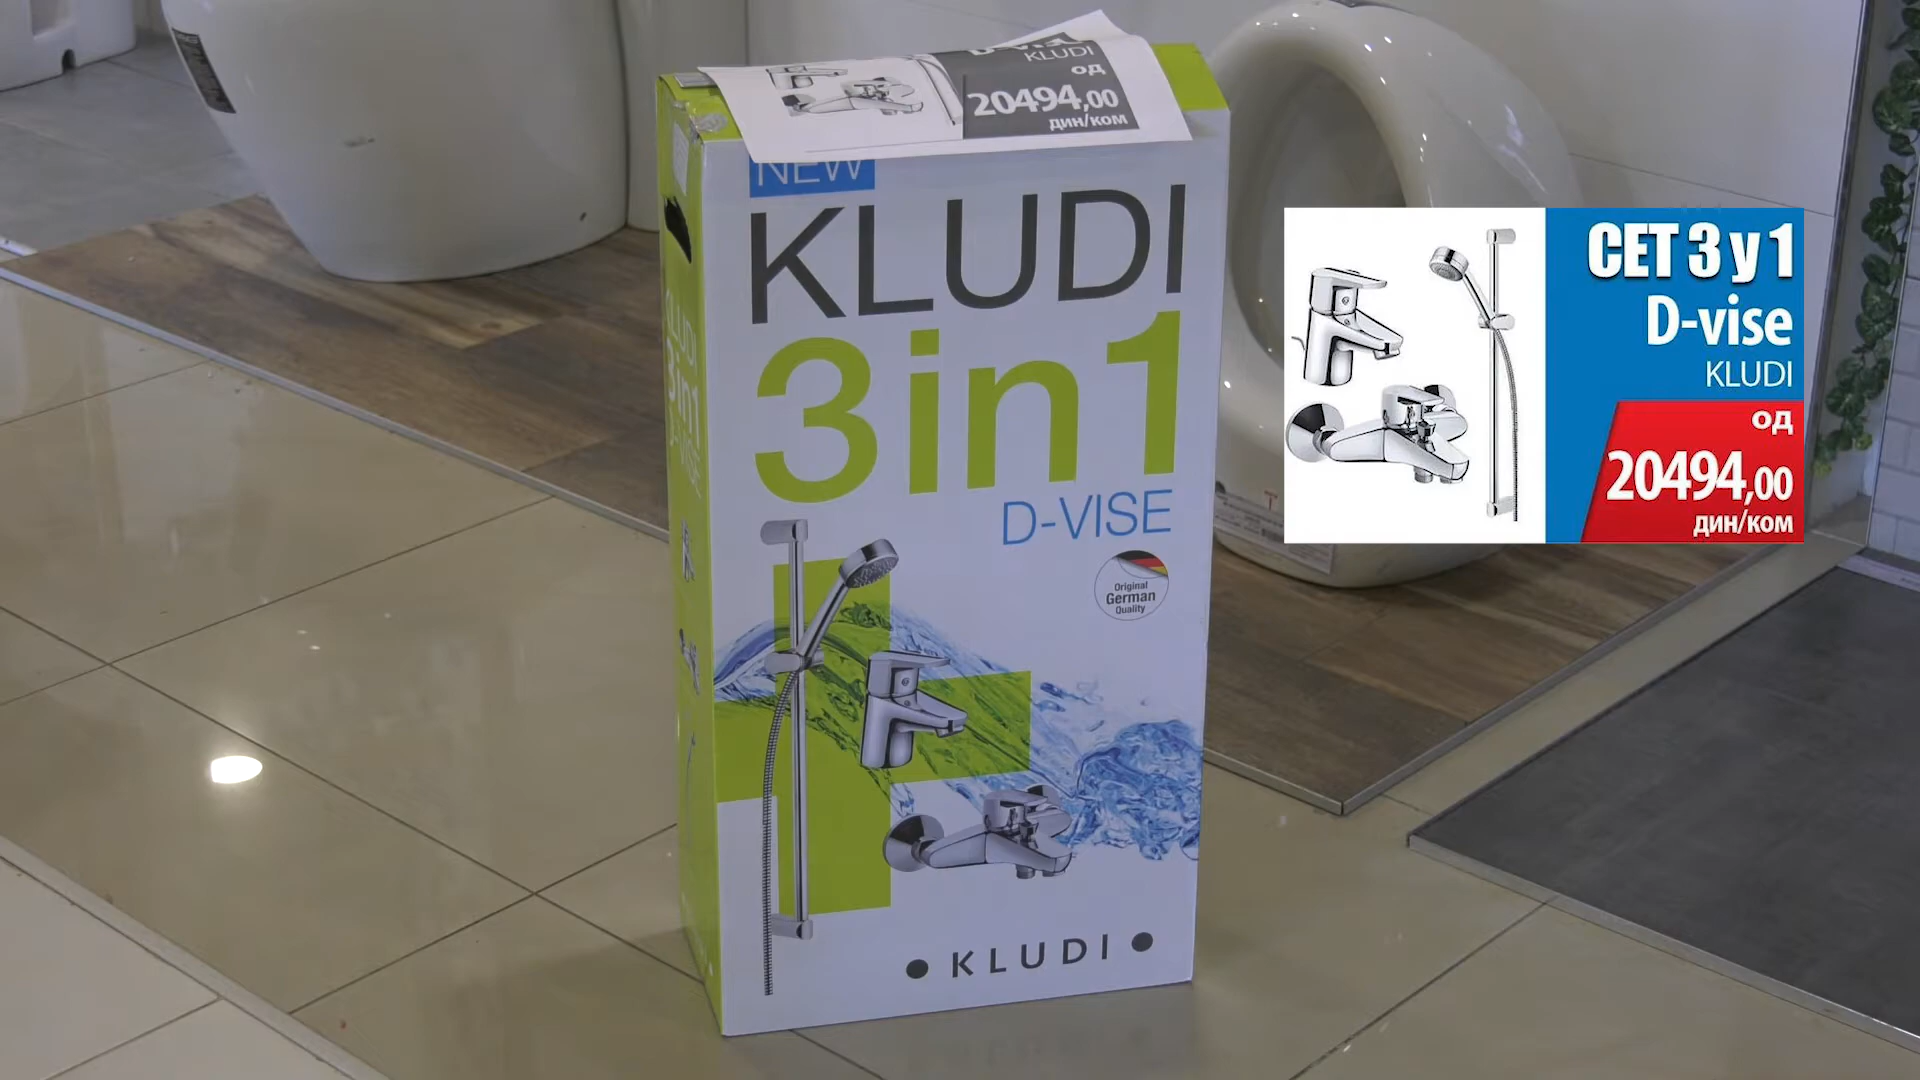 KLUDI
од
20494,00
дин/ком
NEW
KLUDI
3in1
D-VISE
Original
German
Quality
• KLUDI •
KLUDI
3in1
D-VISE
СЕТ 3 у 1
D-vise
KLUDI
од
20494,00
дин/ком